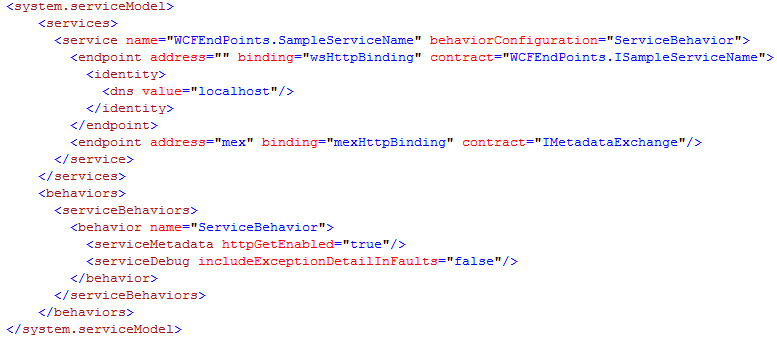 <system.serviceModel>
<services>
<service name="WCFEndPoints.SampleServiceName" behaviorConfiguration="ServiceBehavior">
<endpoint address="" binding="wsHttpBinding" contract="WCFEndPoints.ISampleServiceName">
<identity>
<dns value="localhost"/>
</identity>
</endpoint>
<endpoint address="mex" binding="mexHttpBinding" contract="IMetadataExchange"/>
</service>
</services>
<behaviors>
<serviceBehaviors>
<behavior name="ServiceBehavior">
<serviceMetadata httpGetEnabled="true"/>
<serviceDebug includeExceptionDetailInFaults="false"/>
</behavior>
</serviceBehaviors>
</behaviors>
</system.serviceModel>